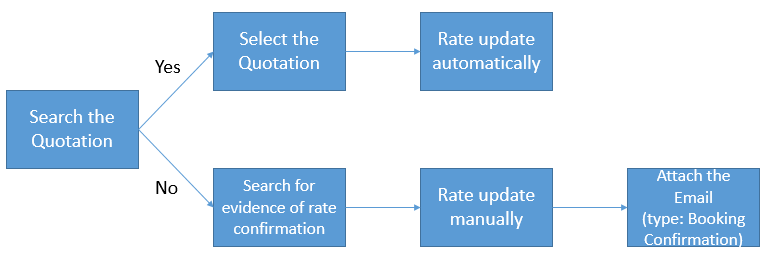 Search the
Quotation
Yes
Select the
Quotation
Rate update
automatically
No
Search for
evidence of rate
confirmation
Rate update
manually
Attach the
Email
(type: Booking
Confirmation)